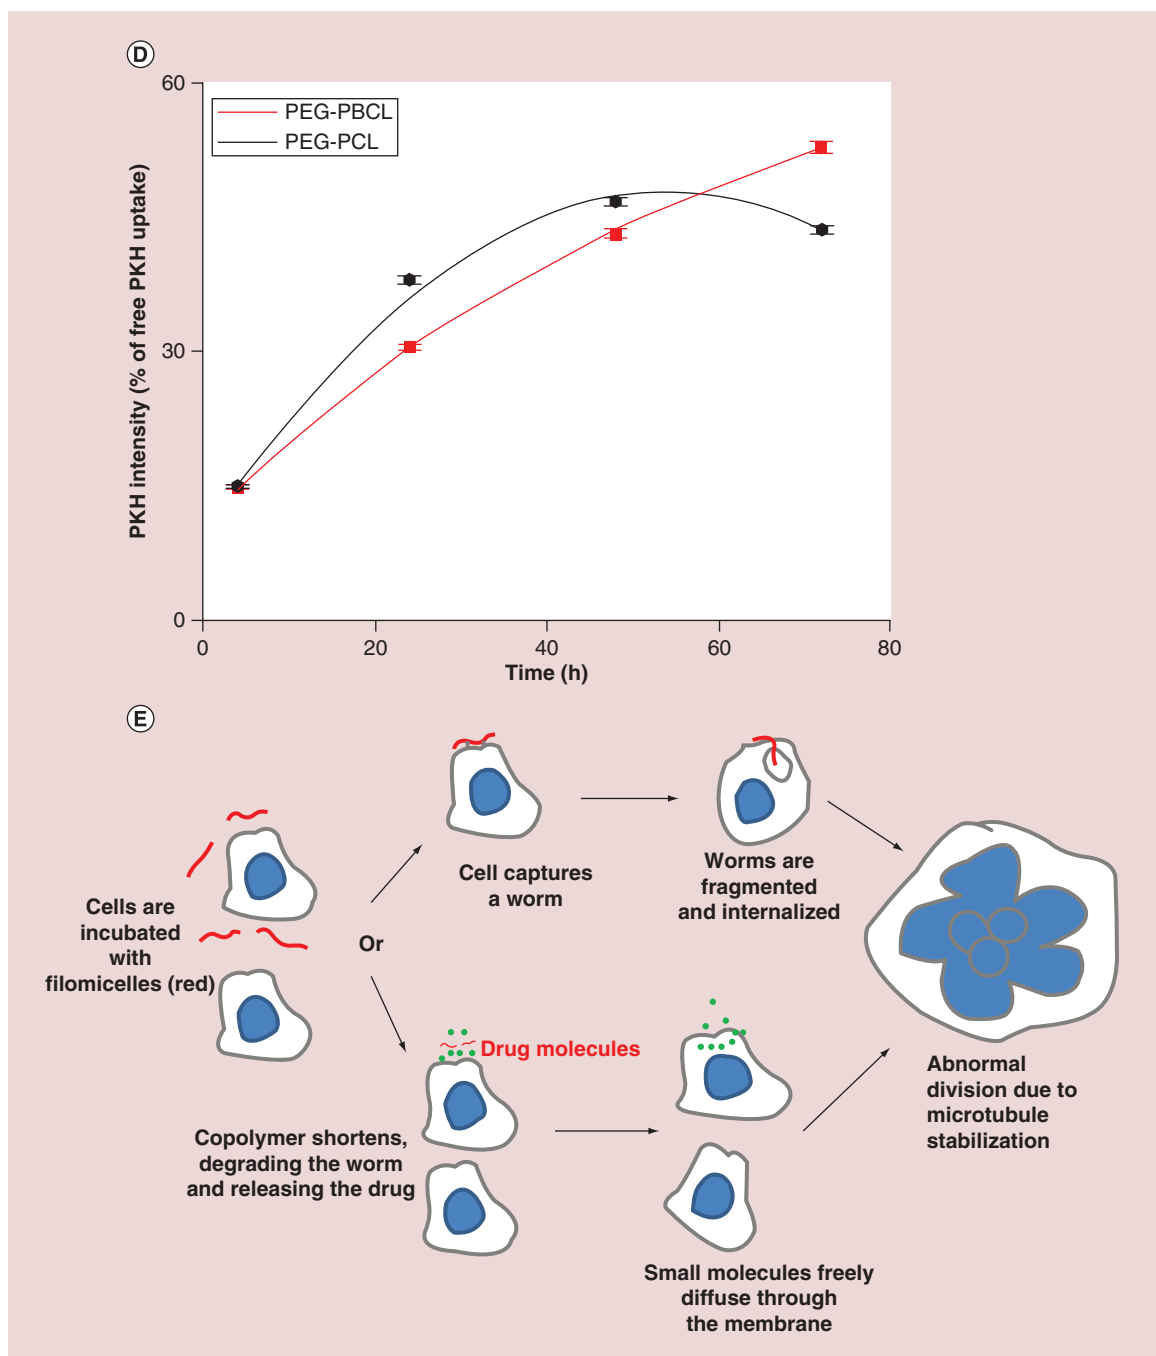 D
60
PEG-PBCL
PEG-PCL
PKH intensity (% of free PKH uptake)
30
0
0 20 40 60 80
Time (h)
E
Cell captures
a worm
Worms are
fragmented
and internalized
Cells are
incubated
with
filomicelles (red)
Or
Drug molecules
Copolymer shortens,
degrading the worm
and releasing the drug
Abnormal
division due to
microtubule
stabilization
Small molecules freely
diffuse through
the membrane